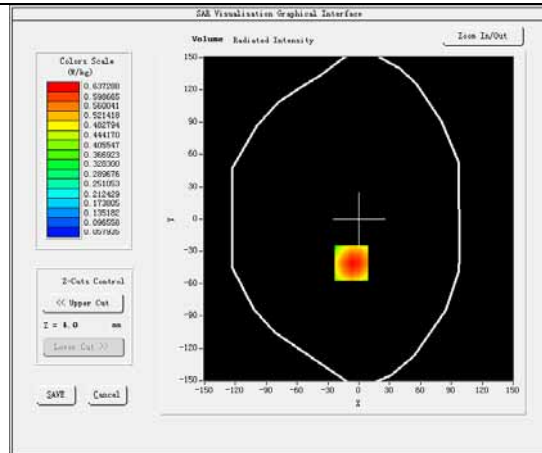 SAR Visualisation Graphical Interface
Volume Radiated Intensity
Zoom In/Out
Colors Scale
(W/kg)
0.637288
0.598665
0.560041
0.521418
0.482794
0.444170
0.405547
0.366923
0.328300
0.289676
0.251053
0.212429
0.173805
0.135182
0.096558
0.057935
Z-Cuts Control
<< Upper Cut
Z = 4.0 mm
Lower Cut >>
SAVE Cancel
150
120
90
60
30
0
-30
-60
-90
-120
-150
Y
-150 -120 -90 -60 -30 0 30 60 90 120 150
X